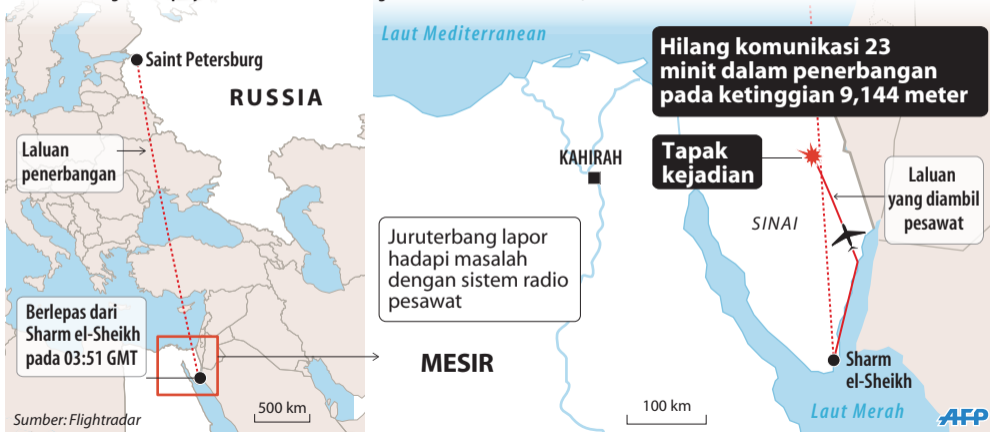 Saint Petersburg
RUSSIA
Laluan
penerbangan
Berlepas dari
Sharm el-Sheikh
pada 03:51 GMT
500 km
Sumber: Flightradar
Laut Mediterranean
Hilang komunikasi 23
minit dalam penerbangan
pada ketinggian 9,144 meter
KAHIRAH
Tapak
kejadian
Laluan
yang diambil
pesawat
SINAI
Juruterbang lapor
hadapi masalah
dengan sistem radio
pesawat
MESIR
Sharm
el-Sheikh
100 km
Laut Merah
AFP